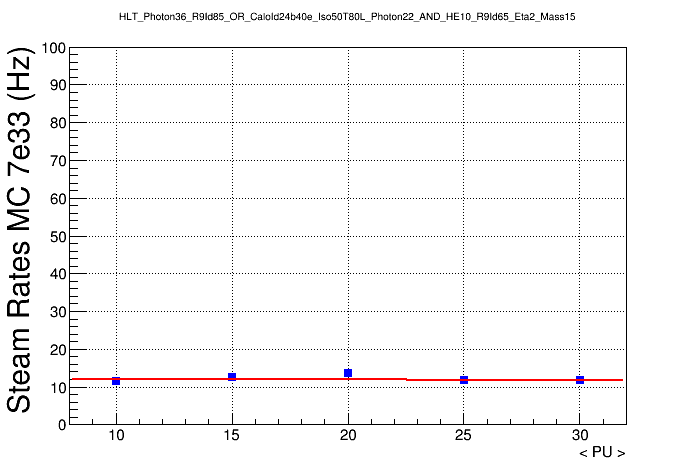 HLT_Photon36_R9Id85_OR_CaloId24b40e_Iso50T80L_Photon22_AND_HE10_R9Id65_Eta2_Mass15
Steam Rates MC 7e33 (Hz)
100
90
80
70
60
50
40
30
20
10
0
10 15 20 25 30
< PU >